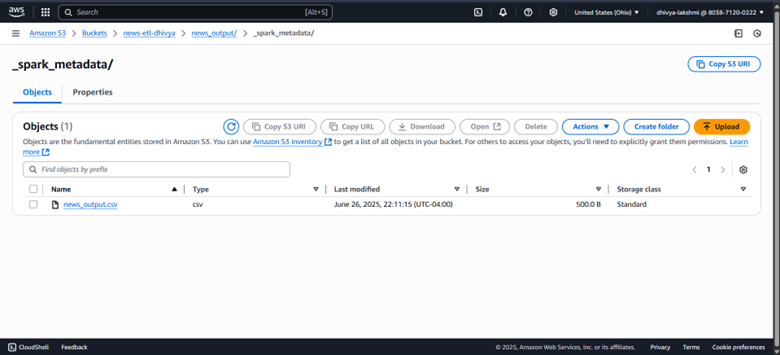 aws Search [Alt+S] United States (Ohio) dhivya-lakshmi @ 8038-7120-0222
Amazon S3 > Buckets > news-etl-dhivya > news_output/ > _spark_metadata/
_spark_metadata/ Copy S3 URI
Objects Properties
Objects (1) Copy S3 URI Copy URL Download Open Delete Actions Create folder Upload
Objects are the fundamental entities stored in Amazon S3. You can use Amazon S3 inventory to get a list of all objects in your bucket. For others to access your objects, you'll need to explicitly grant them permissions. Learn
more
Find objects by prefix 1
Name Type Last modified Size Storage class
news_output.csv csv June 26, 2025, 22:11:15 (UTC-04:00) 500.0 B Standard
CloudShell Feedback © 2025, Amazon Web Services, Inc. or its affiliates. Privacy Terms Cookie preferences